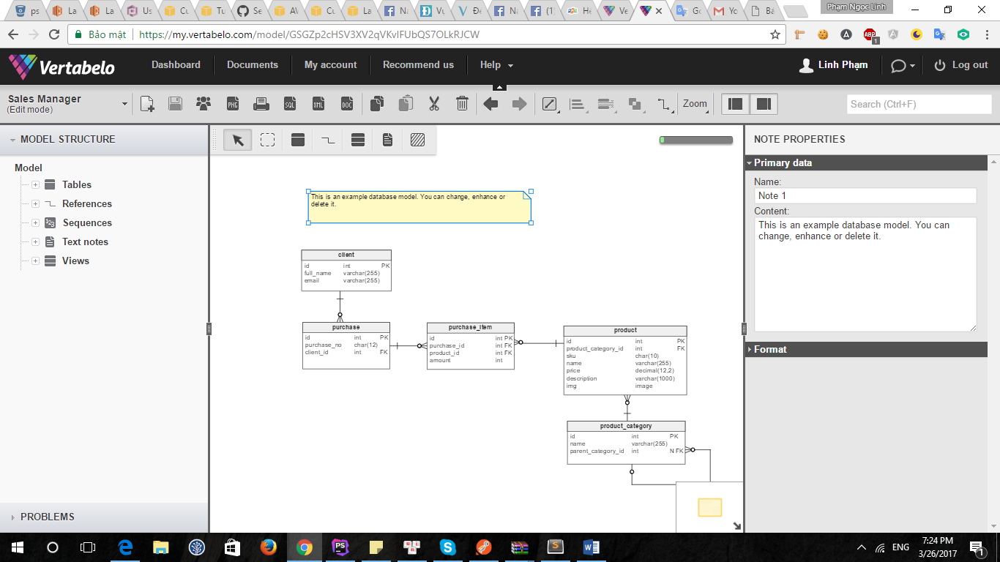 ps
La
La
Us
Cu
Tu
Se
AV
Cu
La
Na
Vu
Đe
Na
(1)
He
Ve
Go
Yo
Bả
Phạm Ngọc Linh
Bảo mật
https://my.vertabelo.com/model/GSGZp2cHSV3XV2qVKvIFUbQS7OLkRJCW
ABP
1
Vertabelo
Dashboard
Documents
My account
Recommend us
Help
Linh Phạm
Log out
Sales Manager
(Edit mode)
PNG
SQL
XML
DOC
Zoom
Search (Ctrl+F)
MODEL STRUCTURE
Model
Tables
References
123
Sequences
Text notes
Views
PROBLEMS
This is an example database model. You can change, enhance or
delete it.
client
id int PK
full_name varchar(255)
email varchar(255)
purchase
id int PK
purchase_no char(12)
client_id int FK
purchase_item
id int PK
purchase_id int FK
product_id int FK
amount int
product
id int PK
product_category_id int FK
sku char(10)
name varchar(255)
price decimal(12,2)
description varchar(1000)
img image
product_category
id int PK
name varchar(255)
parent_category_id int N FK
NOTE PROPERTIES
Primary data
Name:
Note 1
Content:
This is an example database model. You can
change, enhance or delete it.
Format
PS
S
W
ENG
7:24 PM
3/26/2017
1